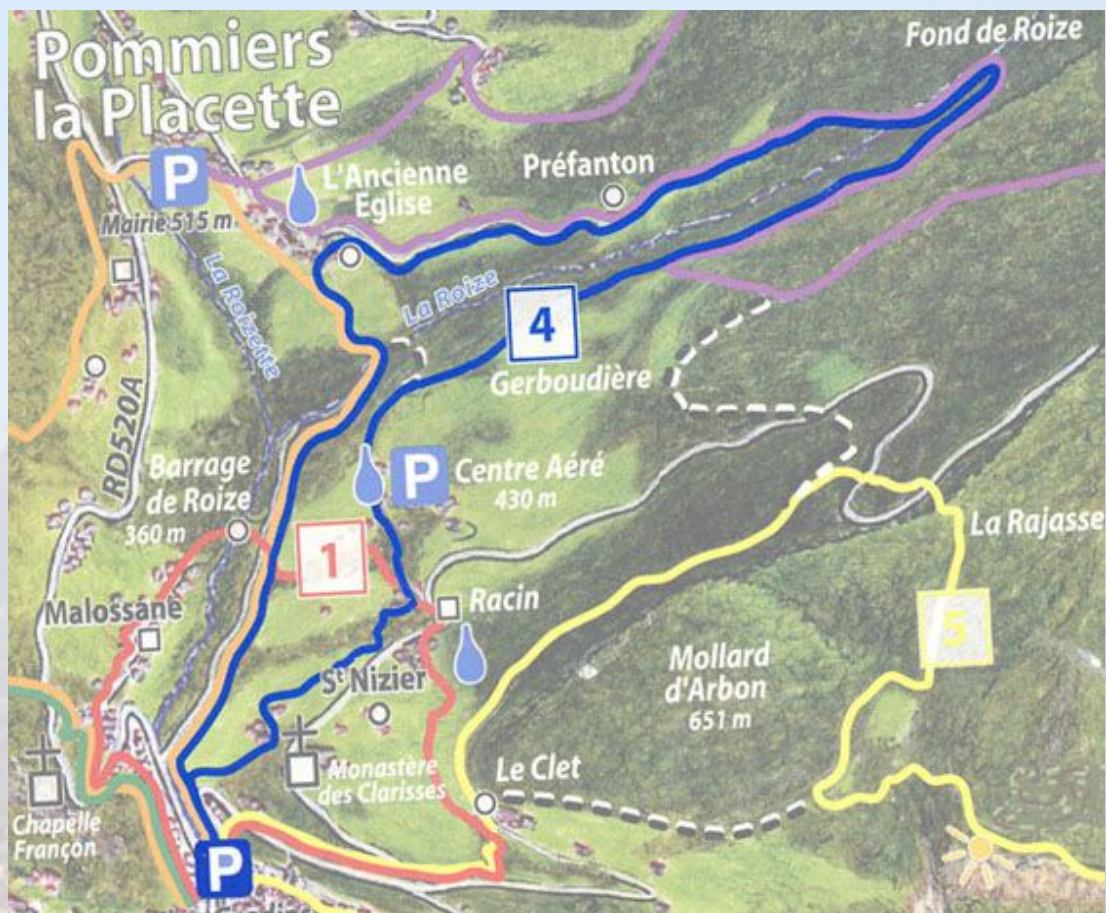 Pommiers
la Placette
Fond de Roize
P
Mairie 515 m
L'Ancienne
Eglise
Préfanton
La Roizette
La Roize
4
Gerboudière
RD520A
Barrage
de Roize
360 m
P
Centre Aéré
430 m
La Rajasse
1
Malossane
Racin
5
St Nizier
Mollard
d'Arbon
651 m
Monastère
des Clarisses
Le Clet
Chapelle
Françon
P